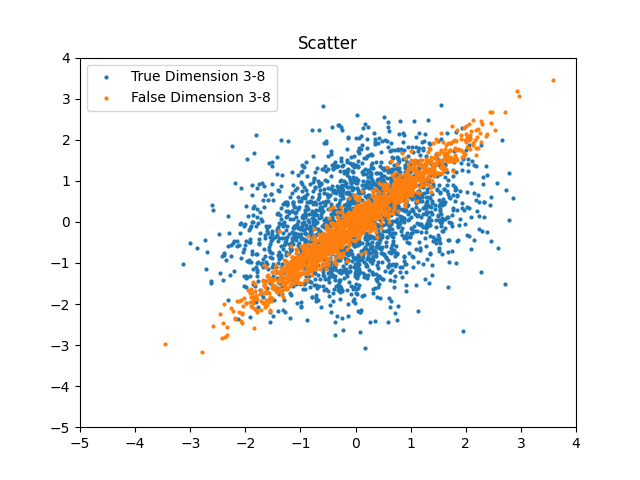 Scatter
True Dimension 3-8
False Dimension 3-8
4
3
2
1
0
−1
−2
−3
−4
−5
−5 −4 −3 −2 −1 0 1 2 3 4